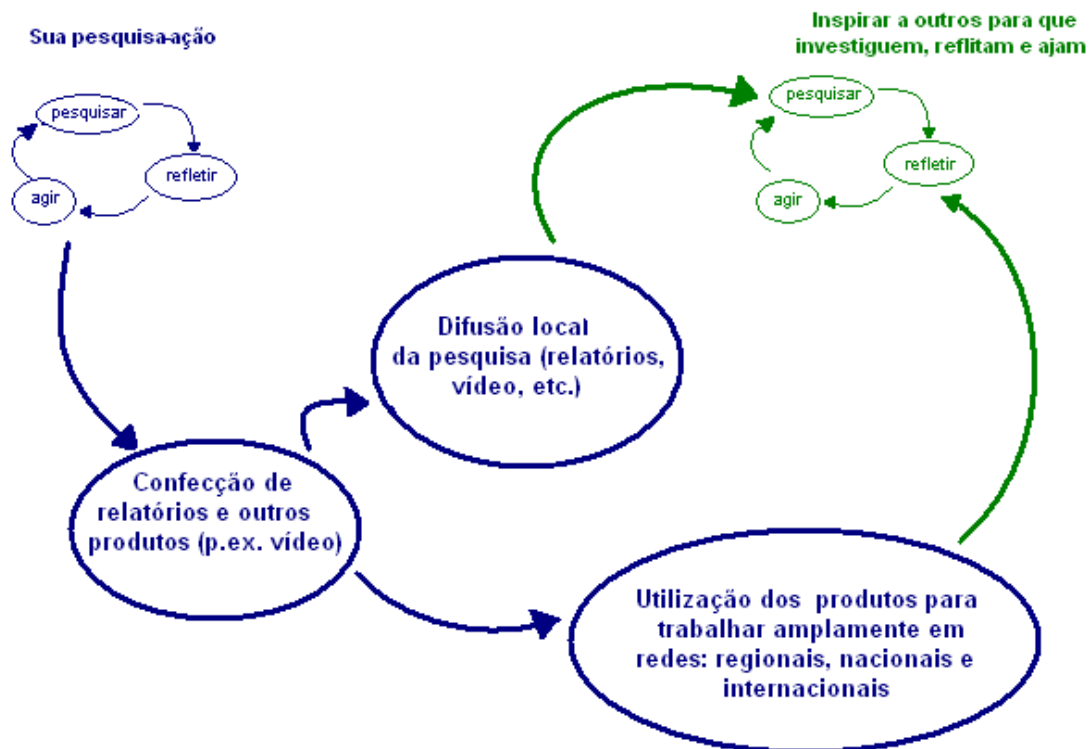 Sua pesquisa-ação
pesquisar
refletir
agir
Inspirar a outros para que
investiguem, reflitam e ajam
pesquisar
refletir
agir
Difusão local
da pesquisa (relatórios,
vídeo, etc.)
Confecção de
relatórios e outros
produtos (p.ex. vídeo)
Utilização dos produtos para
trabalhar amplamente em
redes: regionais, nacionais e
internacionais